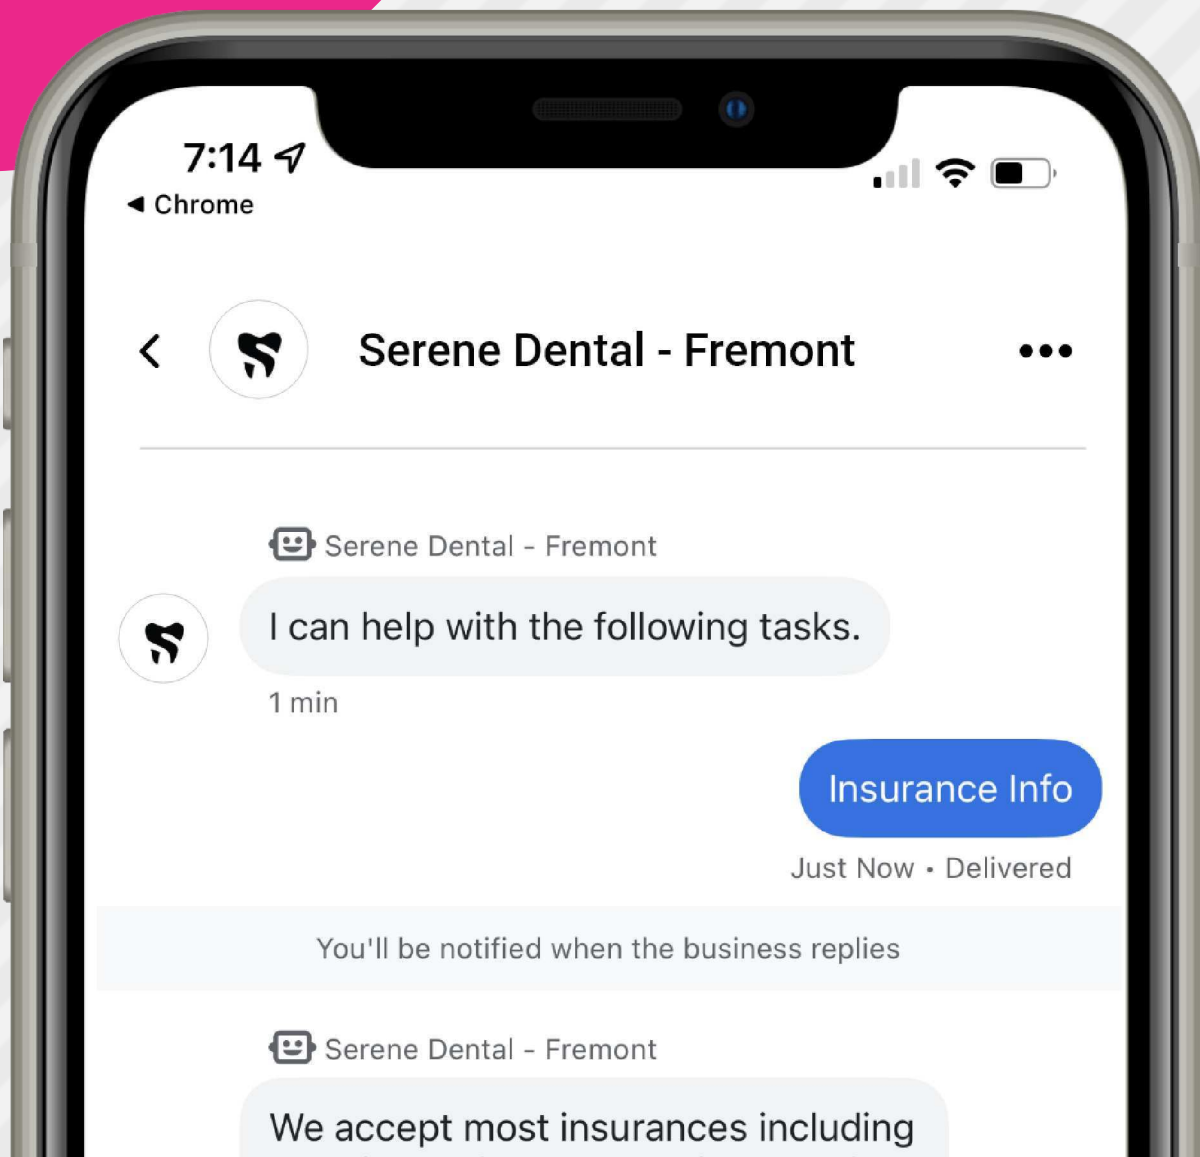 7:14
Chrome
Serene Dental - Fremont
Serene Dental - Fremont
I can help with the following tasks.
1 min
Insurance Info
Just Now • Delivered
You'll be notified when the business replies
Serene Dental - Fremont
We accept most insurances including